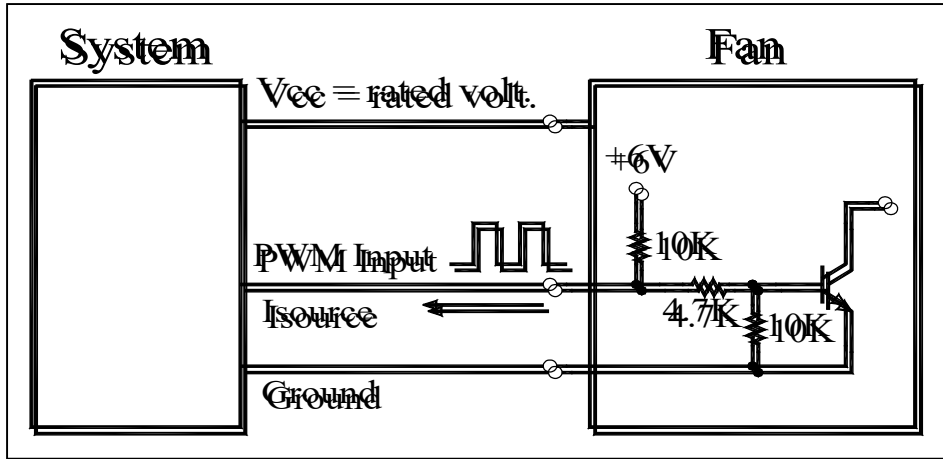 System
Fan
Vcc = rated volt.
+6V
10K
PWM Input
Isource
4.7K
10K
Ground